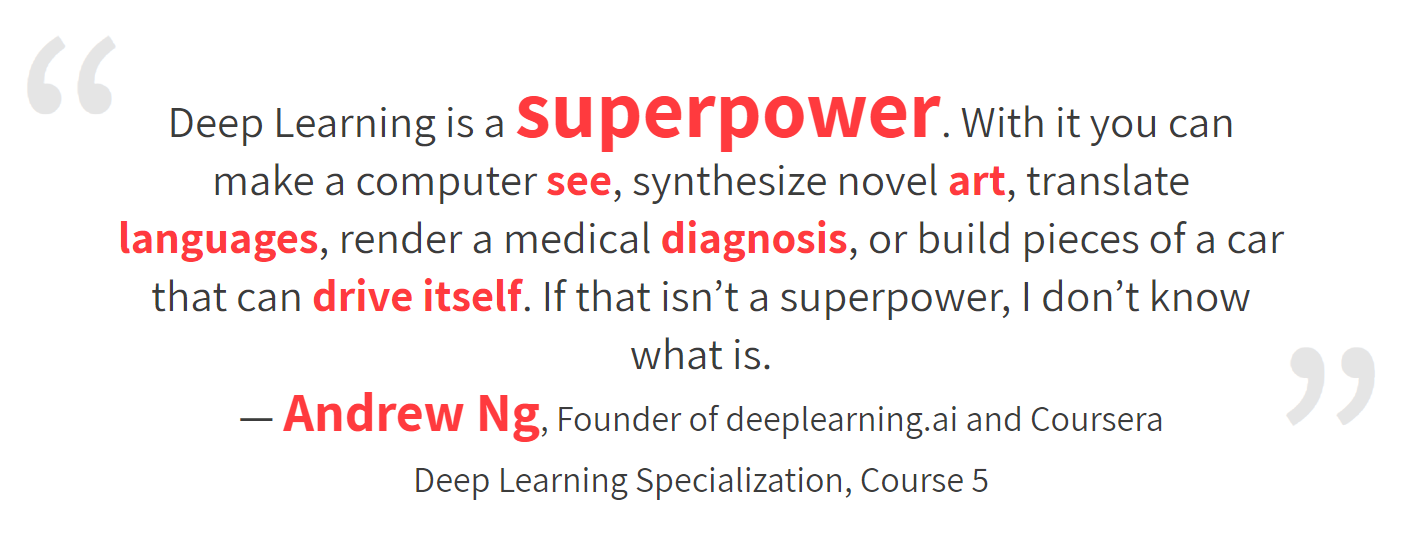 “
Deep Learning is a superpower. With it you can
make a computer see, synthesize novel art, translate
languages, render a medical diagnosis, or build pieces of a car
that can drive itself. If that isn’t a superpower, I don’t know
what is.
”
— Andrew Ng, Founder of deeplearning.ai and Coursera
Deep Learning Specialization, Course 5